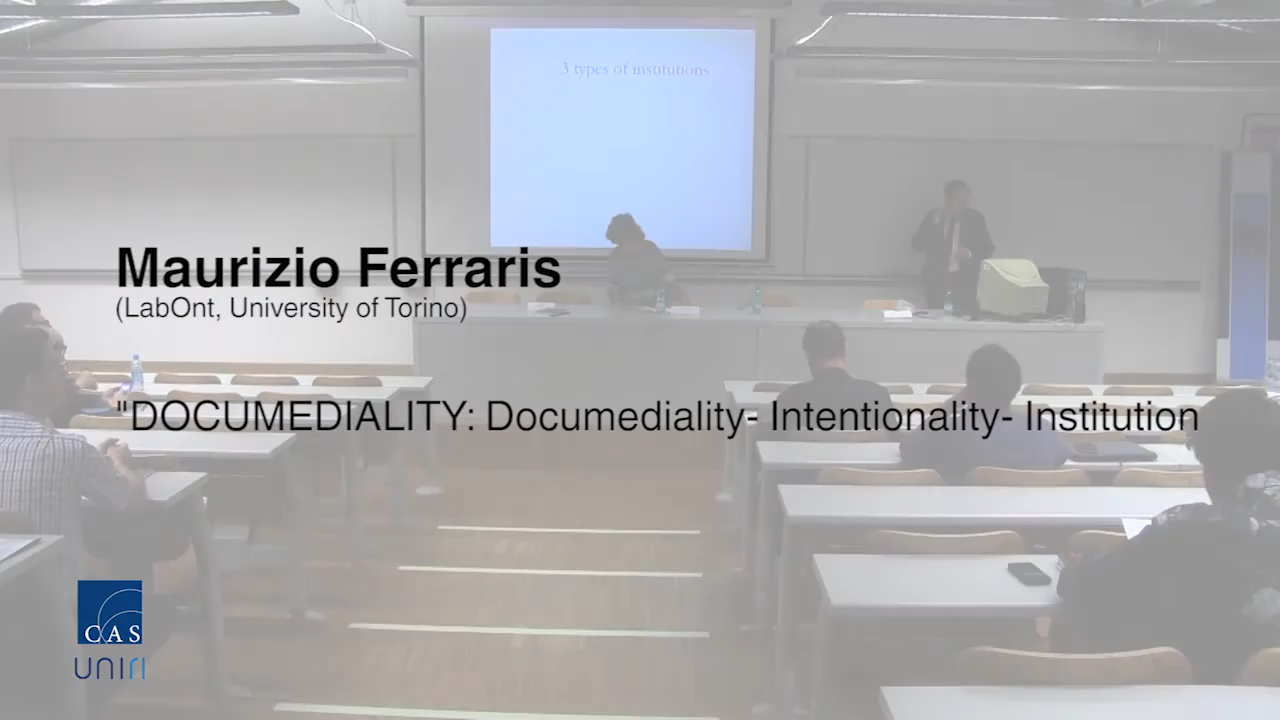 3 types of institutions
Maurizio Ferraris
(LabOnt, University of Torino)
"DOCUMEDIALITY: Documediality- Intentionality- Institution
CAS
UNIRI